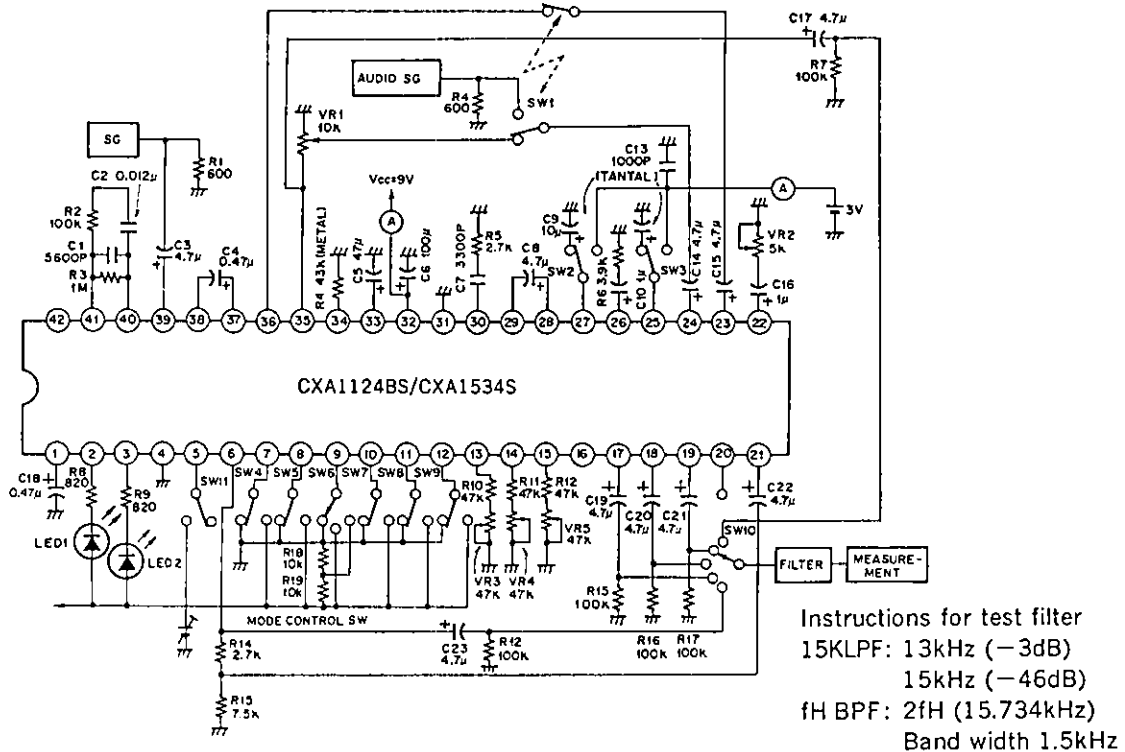 C17 4.7μ
R7
100K
AUDIO SG
R4
600
SW1
VR1
10K
SG
R1
600
C2 0.012μ
C13
1000P
(TANTAL)
Vcc=9V
A
A
3V
R2
100K
C1
5600P
R3
1M
C3
4.7μ
C4
0.47μ
R4 43K(METAL)
C5 47μ
C6 100μ
C7 3300P
R5
2.7K
C8
4.7μ
C9
10μ
SW2
R6 3.9K
C10 1μ
SW3
C14 4.7μ
C15 4.7μ
VR2
5K
C16
1μ
42 41 40 39 38 37 36 35 34 33 32 31 30 29 28 27 26 25 24 23 22
CXA1124BS/CXA1534S
1 2 3 4 5 6 7 8 9 10 11 12 13 14 15 16 17 18 19 20 21
C18
0.47μ
R8
820
R9
820
LED1
LED2
SW11
SW4
SW5
SW6
SW7
SW8
SW9
R10
47K
R11
47K
R12
47K
VR3
47K
VR4
47K
VR5
47K
C19
4.7μ
C20
4.7μ
C21
4.7μ
C22
4.7μ
SW10
R18
10K
R19
10K
FILTER
MEASURE-
MENT
MODE CONTROL SW
R15
100K
R16
100K
R17
100K
R14
2.7K
C23
4.7μ
R12
100K
R15
7.5K
Instructions for test filter
15KLPF: 13kHz (−3dB)
15kHz (−46dB)
fH BPF: 2fH (15.734kHz)
Band width 1.5kHz